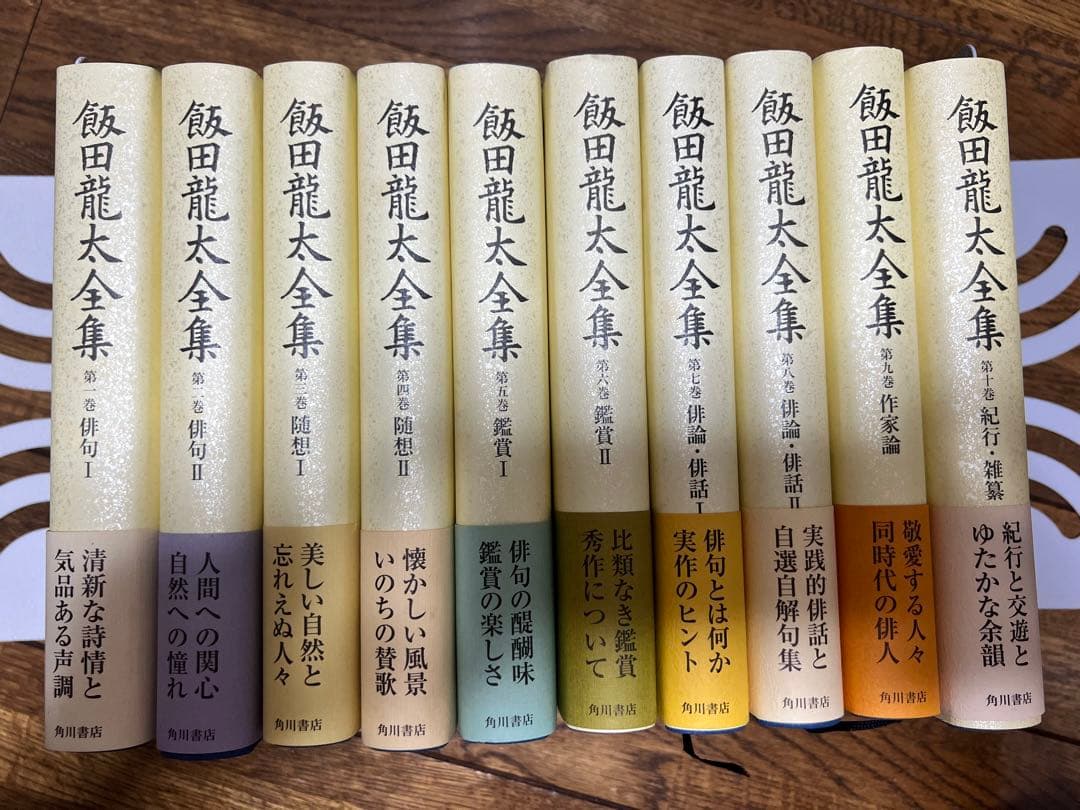 飯田龍太全集
第一巻 俳句Ⅰ
清新な詩情と
気品ある声調
角川書店
飯田龍太全集
第二巻 俳句Ⅱ
人間への関心
自然への憧れ
角川書店
飯田龍太全集
第三巻 随想Ⅰ
美しい自然と
忘れえぬ人々
角川書店
飯田龍太全集
第四巻 随想Ⅱ
懐かしい風景
いのちの賛歌
角川書店
飯田龍太全集
第五巻 鑑賞Ⅰ
俳句の醍醐味
鑑賞の楽しさ
角川書店
飯田龍太全集
第六巻 鑑賞Ⅱ
比類なき鑑賞
秀作について
角川書店
飯田龍太全集
第七巻 俳論・俳話Ⅰ
俳句とは何か
実作のヒント
角川書店
飯田龍太全集
第八巻 俳論・俳話Ⅱ
実践的俳話と
自選自解句集
角川書店
飯田龍太全集
第九巻 作家論
敬愛する人々
同時代の俳人
角川書店
飯田龍太全集
第十巻 紀行・雑纂
紀行と交遊と
ゆたかな余韻
角川書店